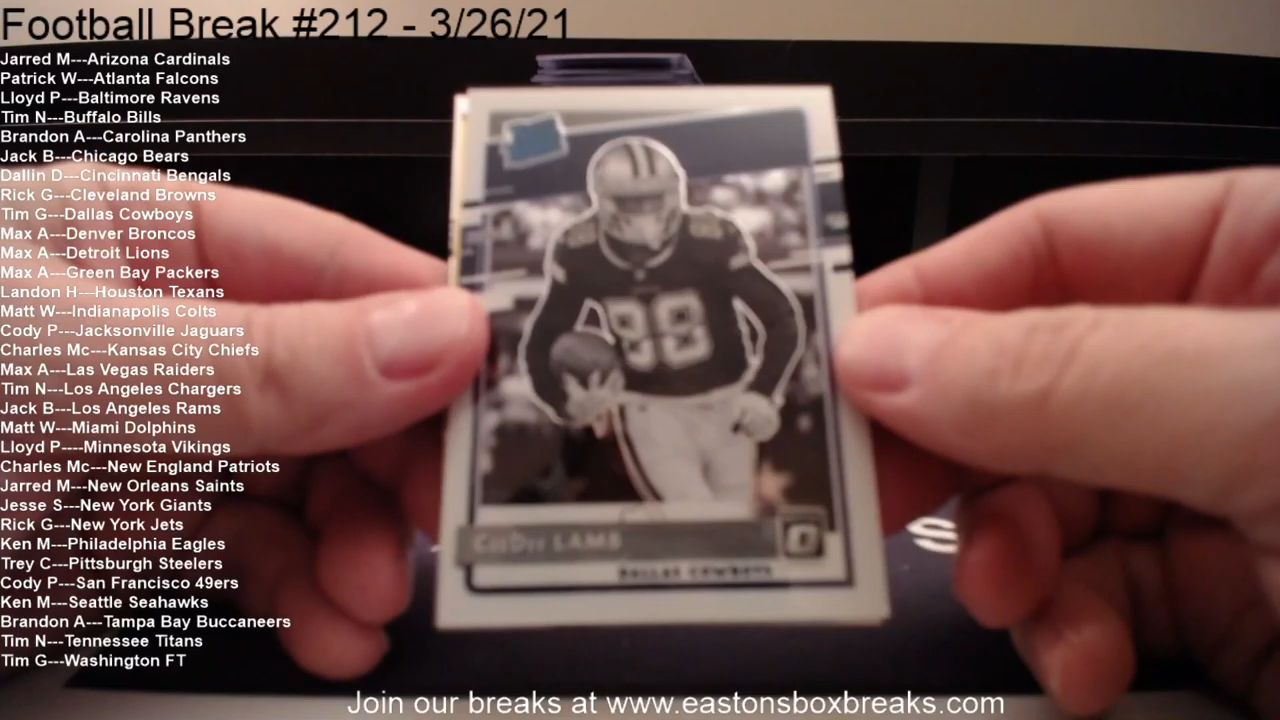 Football Break #212 - 3/26/21
Jarred M---Arizona Cardinals
Patrick W---Atlanta Falcons
Lloyd P---Baltimore Ravens
Tim N---Buffalo Bills
Brandon A---Carolina Panthers
Jack B---Chicago Bears
Dallin D---Cincinnati Bengals
Rick G---Cleveland Browns
Tim G---Dallas Cowboys
Max A---Denver Broncos
Max A---Detroit Lions
Max A---Green Bay Packers
Landon H---Houston Texans
Matt W---Indianapolis Colts
Cody P---Jacksonville Jaguars
Charles Mc---Kansas City Chiefs
Max A---Las Vegas Raiders
Tim N---Los Angeles Chargers
Jack B---Los Angeles Rams
Matt W---Miami Dolphins
Lloyd P----Minnesota Vikings
Charles Mc---New England Patriots
Jarred M---New Orleans Saints
Jesse S---New York Giants
Rick G---New York Jets
Ken M---Philadelphia Eagles
Trey C---Pittsburgh Steelers
Cody P---San Francisco 49ers
Ken M---Seattle Seahawks
Brandon A---Tampa Bay Buccaneers
Tim N---Tennessee Titans
Tim G---Washington FT
88
CeeDee LAMB
DALLAS COWBOYS
Join our breaks at www.eastonsboxbreaks.com